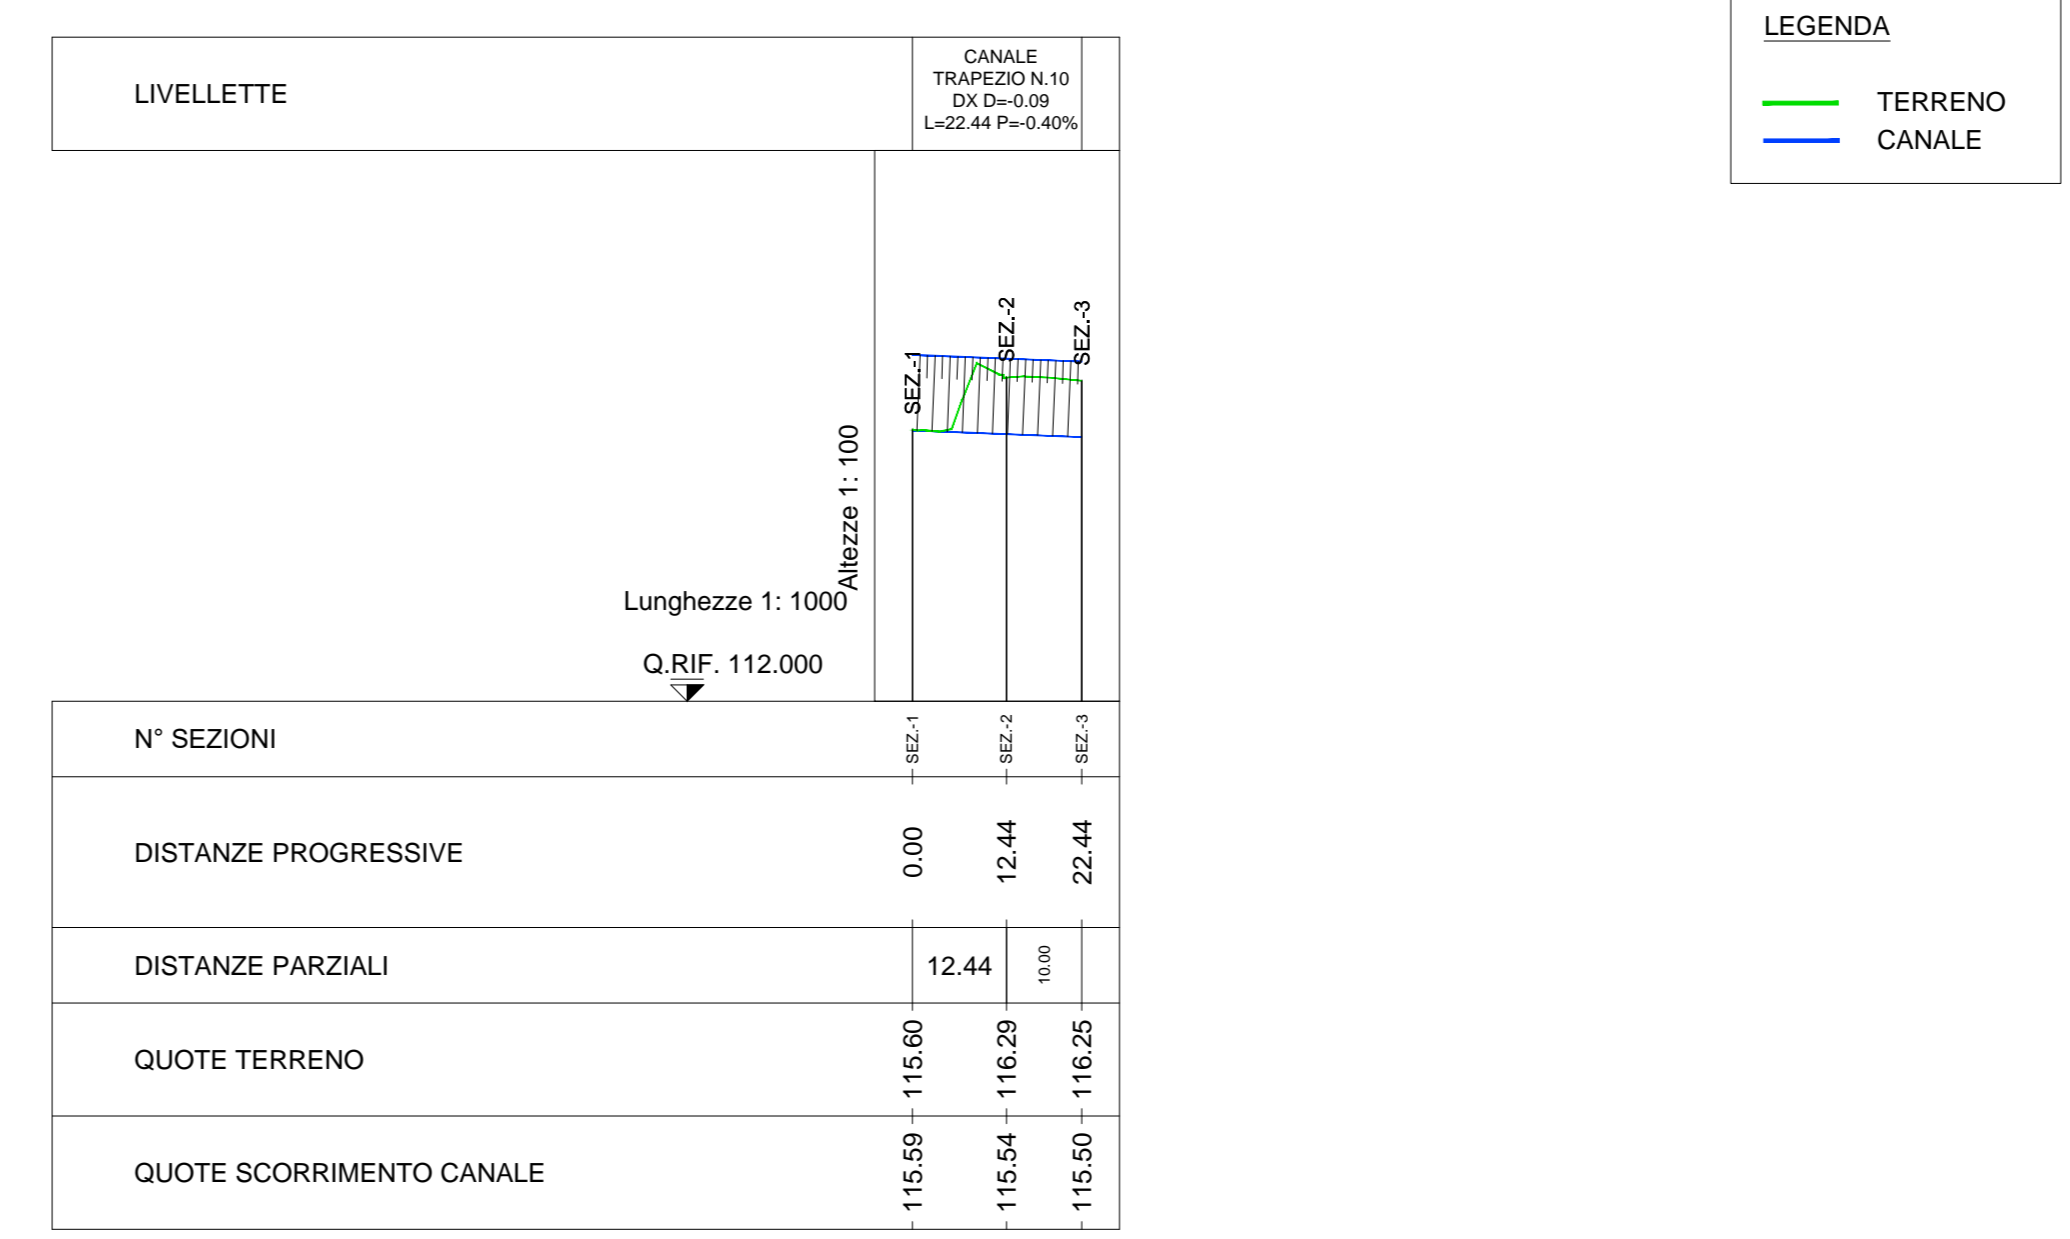 LEGENDA
TERRENO
CANALE
LIVELLETTE
CANALE
TRAPEZIO N.10
DX D=-0.09
L=22.44 P=-0.40%
SEZ.-1
SEZ.-2
SEZ.-3
Altezze 1: 100
Lunghezze 1: 1000
Q.RIF. 112.000
N° SEZIONI
SEZ.-1
SEZ.-2
SEZ.-3
DISTANZE PROGRESSIVE
0.00
12.44
22.44
DISTANZE PARZIALI
12.44
10.00
QUOTE TERRENO
115.60
116.29
116.25
QUOTE SCORRIMENTO CANALE
115.59
115.54
115.50